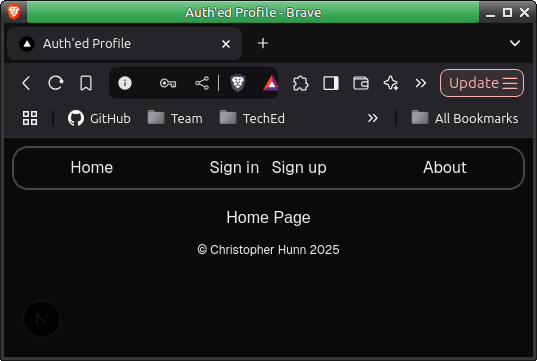 Auth'ed Profile - Brave
Auth'ed Profile
Update
GitHub Team TechEd All Bookmarks
Home Sign in Sign up About
Home Page
© Christopher Hunn 2025
N